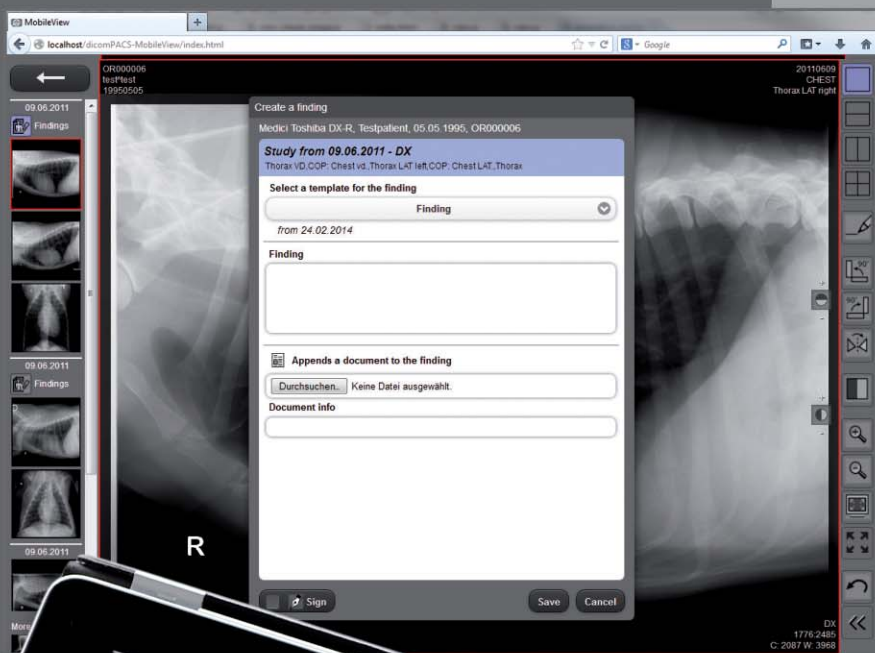 MobileView
+
localhost/dicomPACS-MobileView/index.html
Google
OR000006
test*test
19950505
20110609
CHEST
Thorax LAT right
09.06.2011
Findings
09.06.2011
Findings
09.06.2011
More
Create a finding
Medici Toshiba DX-R, Testpatient, 05.05 1995, OR000006
Study from 09.06.2011 - DX
Thorax VD,COP: Chest vd.,Thorax LAT left,COP: Chest LAT,Thorax
Select a template for the finding
Finding
from 24.02.2014
Finding
Appends a document to the finding
Durchsuchen.. Keine Datei ausgewählt.
Document info
Sign
Save
Cancel
R
90°
90°
DX
1776:2485
C: 2087 W: 3968